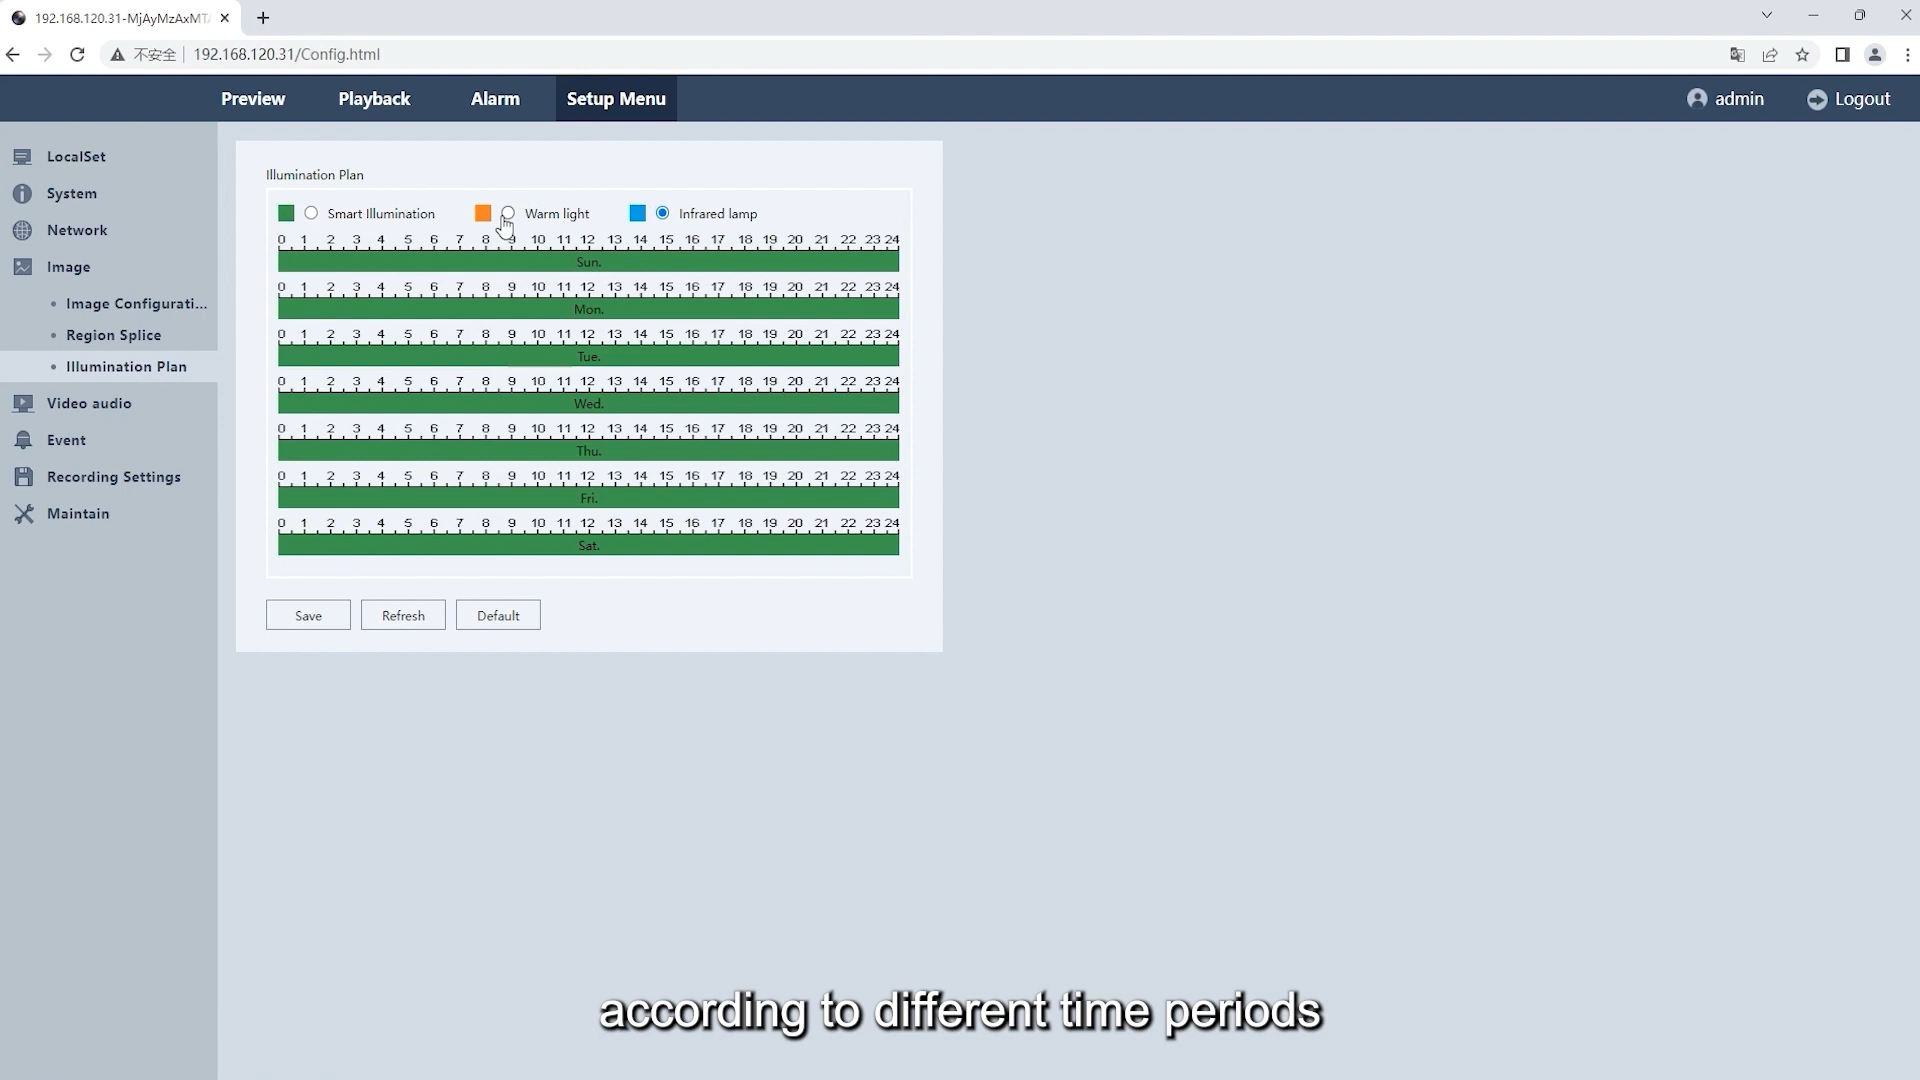 192.168.120.31-MjAyMzAxMT
不安全 192.168.120.31/Config.html
Preview Playback Alarm Setup Menu admin Logout
LocalSet
System
Network
Image
Image Configurati...
Region Splice
Illumination Plan
Video audio
Event
Recording Settings
Maintain
Illumination Plan
Smart Illumination Warm light Infrared lamp
0 1 2 3 4 5 6 7 8 9 10 11 12 13 14 15 16 17 18 19 20 21 22 23 24
Sun.
0 1 2 3 4 5 6 7 8 9 10 11 12 13 14 15 16 17 18 19 20 21 22 23 24
Mon.
0 1 2 3 4 5 6 7 8 9 10 11 12 13 14 15 16 17 18 19 20 21 22 23 24
Tue.
0 1 2 3 4 5 6 7 8 9 10 11 12 13 14 15 16 17 18 19 20 21 22 23 24
Wed.
0 1 2 3 4 5 6 7 8 9 10 11 12 13 14 15 16 17 18 19 20 21 22 23 24
Thu.
0 1 2 3 4 5 6 7 8 9 10 11 12 13 14 15 16 17 18 19 20 21 22 23 24
Fri.
0 1 2 3 4 5 6 7 8 9 10 11 12 13 14 15 16 17 18 19 20 21 22 23 24
Sat.
Save Refresh Default
according to different time periods